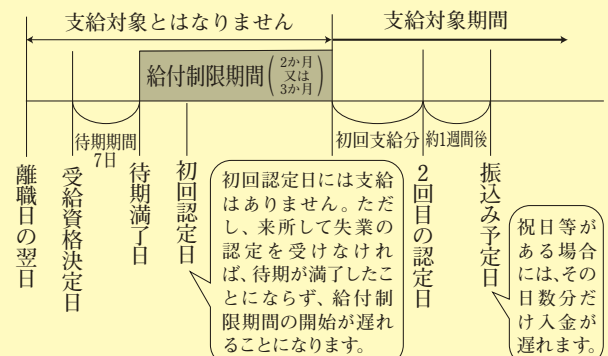 支給対象とはなりません
支給対象期間
給付制限期間(2か月又は3か月)
待期期間
7日
初回支給分
約1週間後
離職日の翌日
受給資格決定日
待期満了日
初回認定日
2回目の認定日
振込み予定日
初回認定日には支給
はありません。ただ
し、来所して失業の
認定を受けなけれ
ば、待期が満了したこ
とにならず、給付制
限期間の開始が遅れ
ることになります。
祝日等が
ある場合
には、その
日数分だ
け入金が
遅れます。